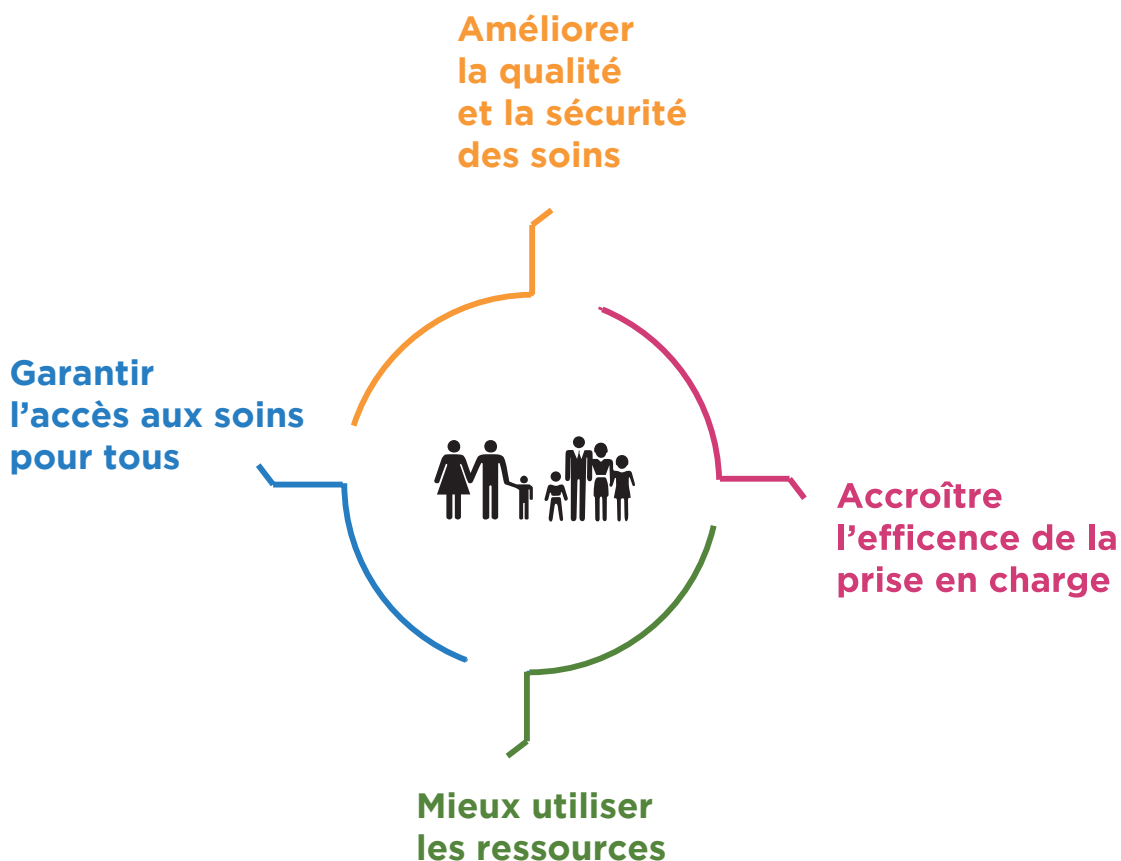 Améliorer
la qualité
et la sécurité
des soins
Garantir
l'accès aux soins
pour tous
Accroître
l'efficence de la
prise en charge
Mieux utiliser
les ressources